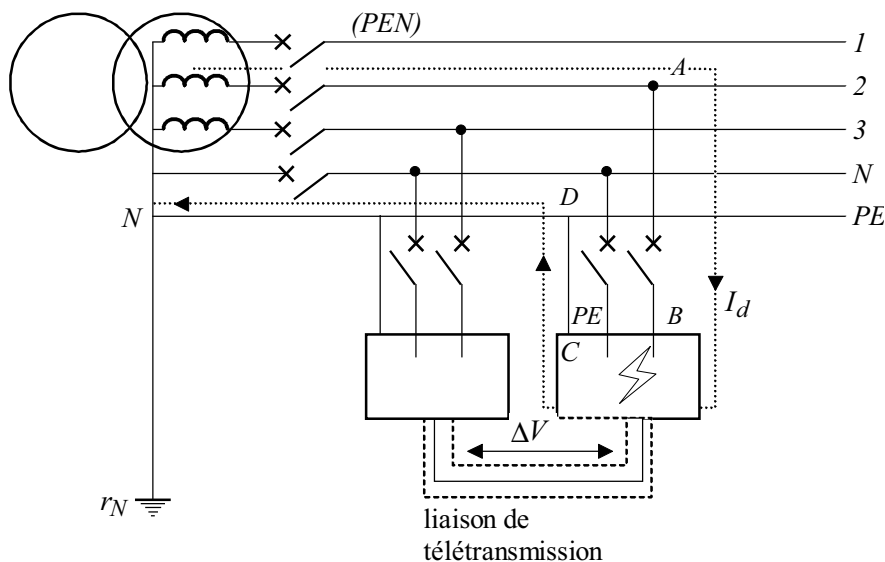 (PEN)
1
A
2
3
N
D
N
PE
I_d
PE
B
C
ΔV
r_N
liaison de
télétransmission